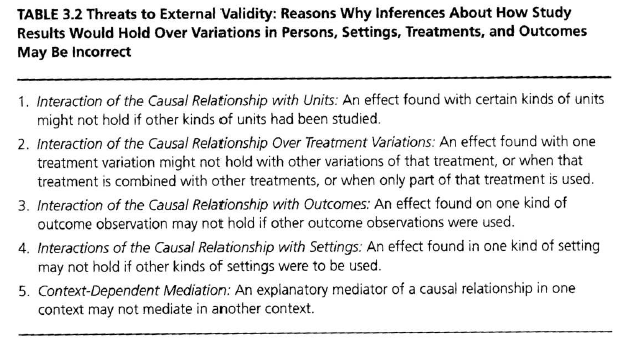 TABLE 3.2 Threats to External Validity: Reasons Why Inferences About How Study
Results Would Hold Over Variations in Persons, Settings, Treatments, and Outcomes
May Be Incorrect
1. Interaction of the Causal Relationship with Units: An effect found with certain kinds of units
might not hold if other kinds of units had been studied.
2. Interaction of the Causal Relationship Over Treatment Variations: An effect found with one
treatment variation might not hold with other variations of that treatment, or when that
treatment is combined with other treatments, or when only part of that treatment is used.
3. Interaction of the Causal Relationship with Outcomes: An effect found on one kind of
outcome observation may not hold if other outcome observations were used.
4. Interactions of the Causal Relationship with Settings: An effect found in one kind of setting
may not hold if other kinds of settings were to be used.
5. Context-Dependent Mediation: An explanatory mediator of a causal relationship in one
context may not mediate in another context.